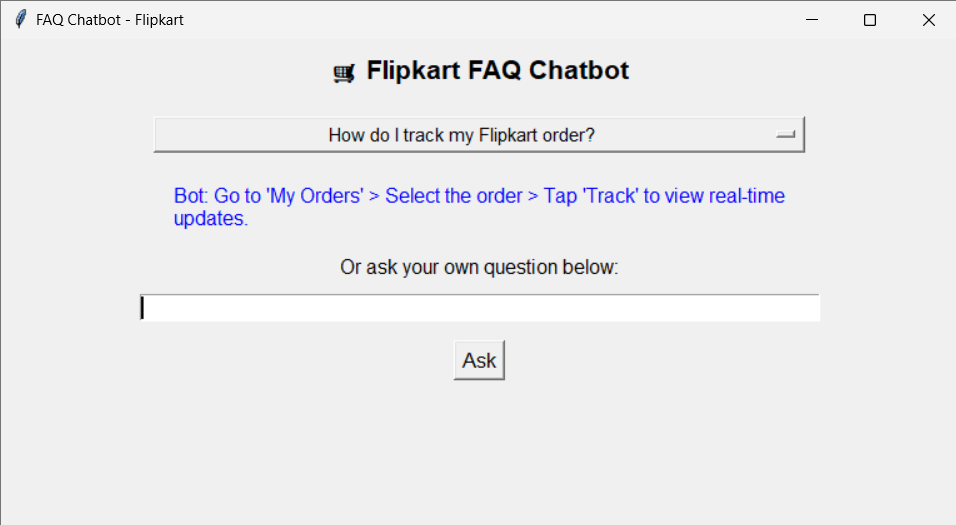 FAQ Chatbot - Flipkart
🛒 Flipkart FAQ Chatbot
How do I track my Flipkart order?
Bot: Go to 'My Orders' > Select the order > Tap 'Track' to view real-time
updates.
Or ask your own question below:
Ask